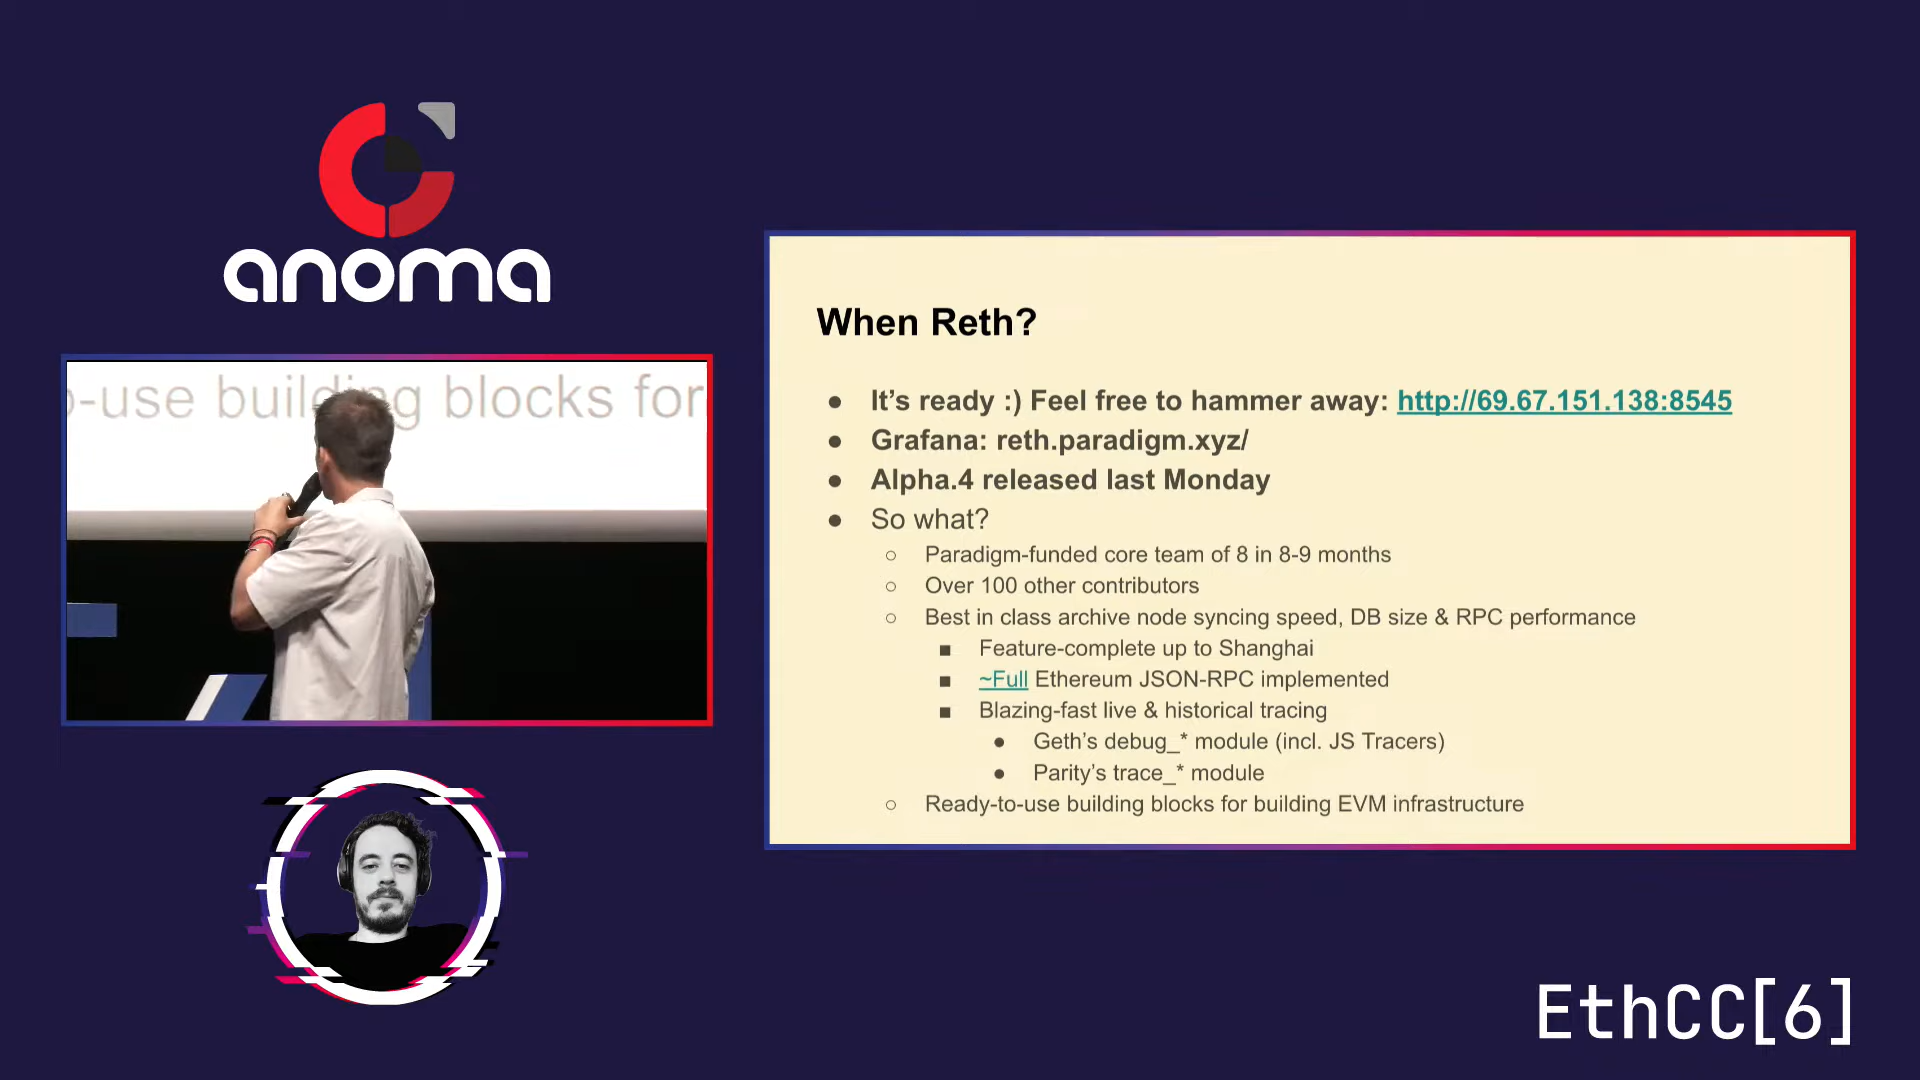 anoma
o-use building blocks for
When Reth?
● It’s ready :) Feel free to hammer away: http://69.67.151.138:8545
● Grafana: reth.paradigm.xyz/
● Alpha.4 released last Monday
● So what?
○ Paradigm-funded core team of 8 in 8-9 months
○ Over 100 other contributors
○ Best in class archive node syncing speed, DB size & RPC performance
■ Feature-complete up to Shanghai
■ ~Full Ethereum JSON-RPC implemented
■ Blazing-fast live & historical tracing
● Geth’s debug_* module (incl. JS Tracers)
● Parity’s trace_* module
○ Ready-to-use building blocks for building EVM infrastructure
EthCC[6]